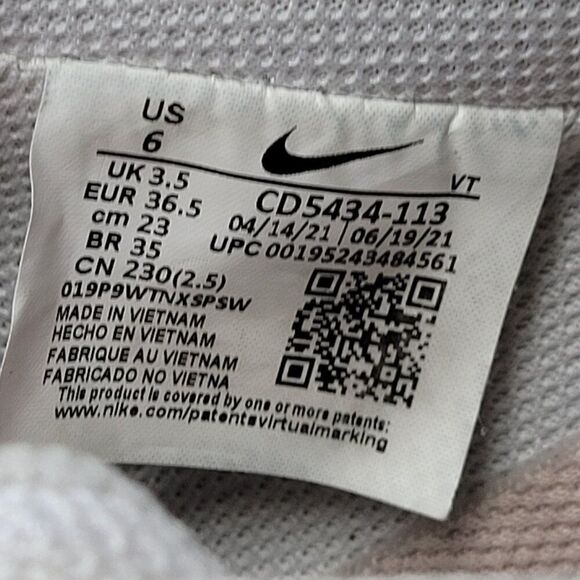 US
6
VT
UK 3.5
EUR 36.5
cm 23
BR 35
CN 230(2.5)
CD5434-113
04/14/21 | 06/19/21
UPC 00195243484561
019P9WTNXSPSW
MADE IN VIETNAM
HECHO EN VIETNAM
FABRIQUE AU VIETNAM
FABRICADO NO VIETNA
This product is covered by one or more patents:
www.nike.com/patentsvirtualmarking